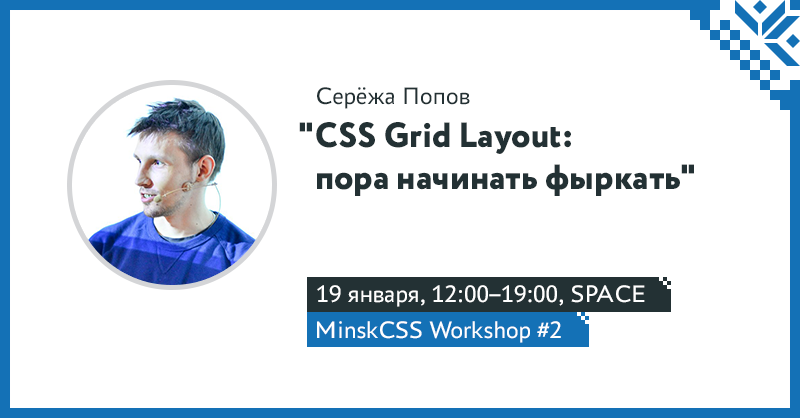 Серёжа Попов
"CSS Grid Layout:
пора начинать фыркать"
19 января, 12:00–19:00, SPACE
MinskCSS Workshop #2